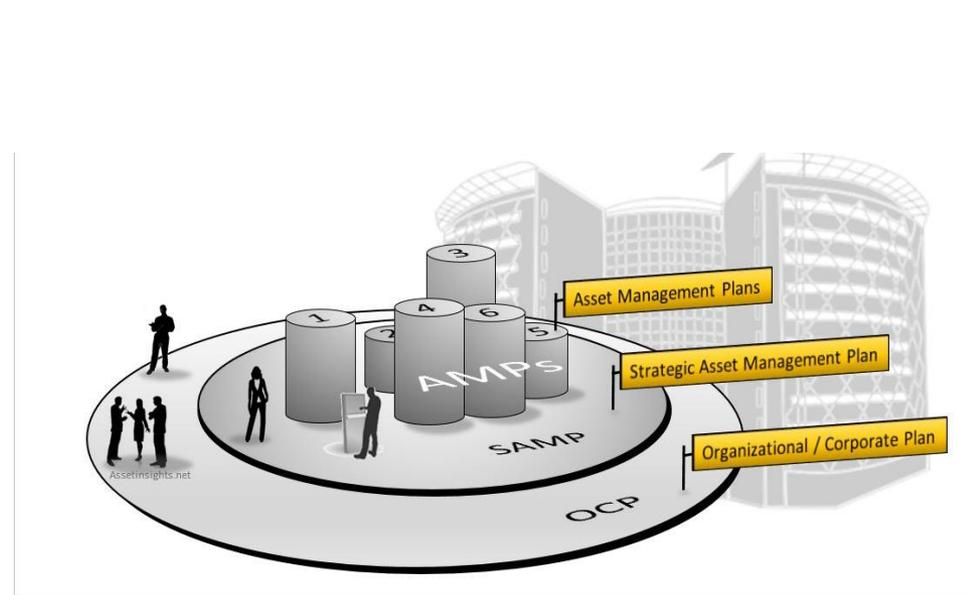 3
1
2
4
6
5
AMPs
SAMP
OCP
Asset Management Plans
Strategic Asset Management Plan
Organizational / Corporate Plan
Assetinsights.net